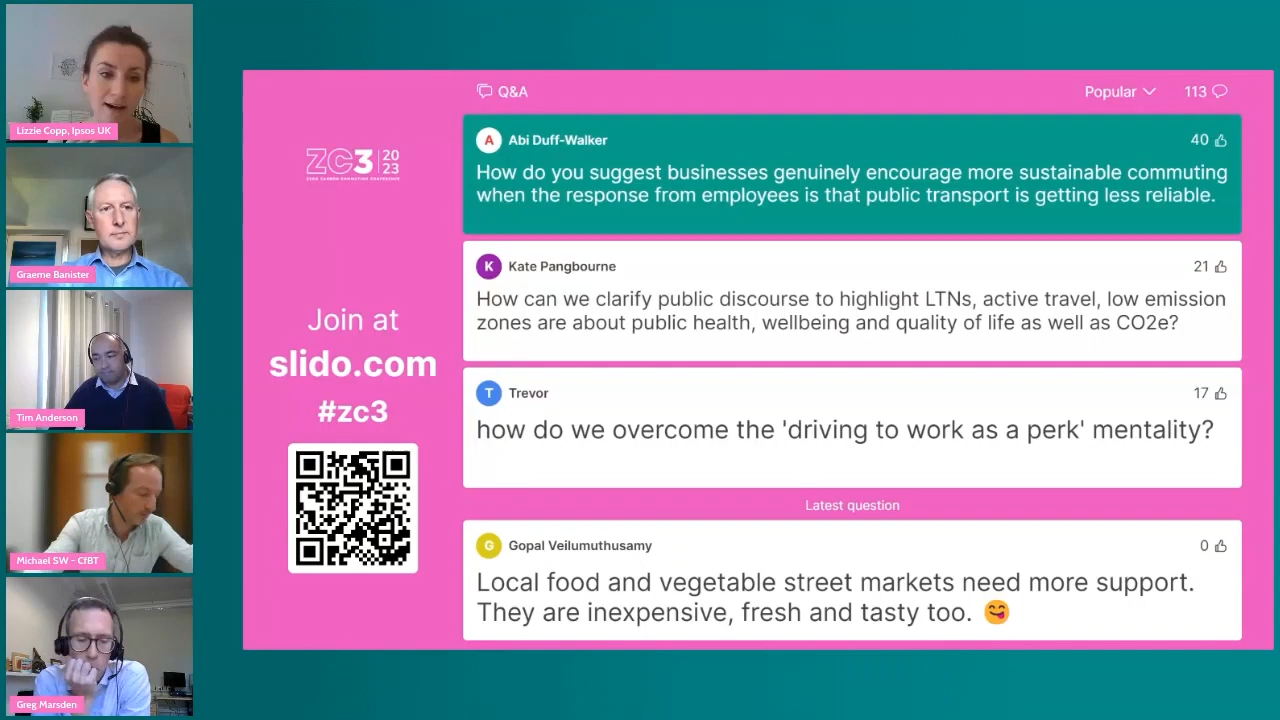 Lizzie Copp, Ipsos UK
Graeme Banister
Tim Anderson
Michael SW - CfBT
Greg Marsden
ZC3 20
23
Join at
slido.com
#zc3
Q&A
Popular
113
A
Abi Duff-Walker
40
How do you suggest businesses genuinely encourage more sustainable commuting
when the response from employees is that public transport is getting less reliable.
K
Kate Pangbourne
21
How can we clarify public discourse to highlight LTNs, active travel, low emission
zones are about public health, wellbeing and quality of life as well as CO2e?
T
Trevor
17
how do we overcome the 'driving to work as a perk' mentality?
Latest question
G
Gopal Veilumuthusamy
0
Local food and vegetable street markets need more support.
They are inexpensive, fresh and tasty too. 😋